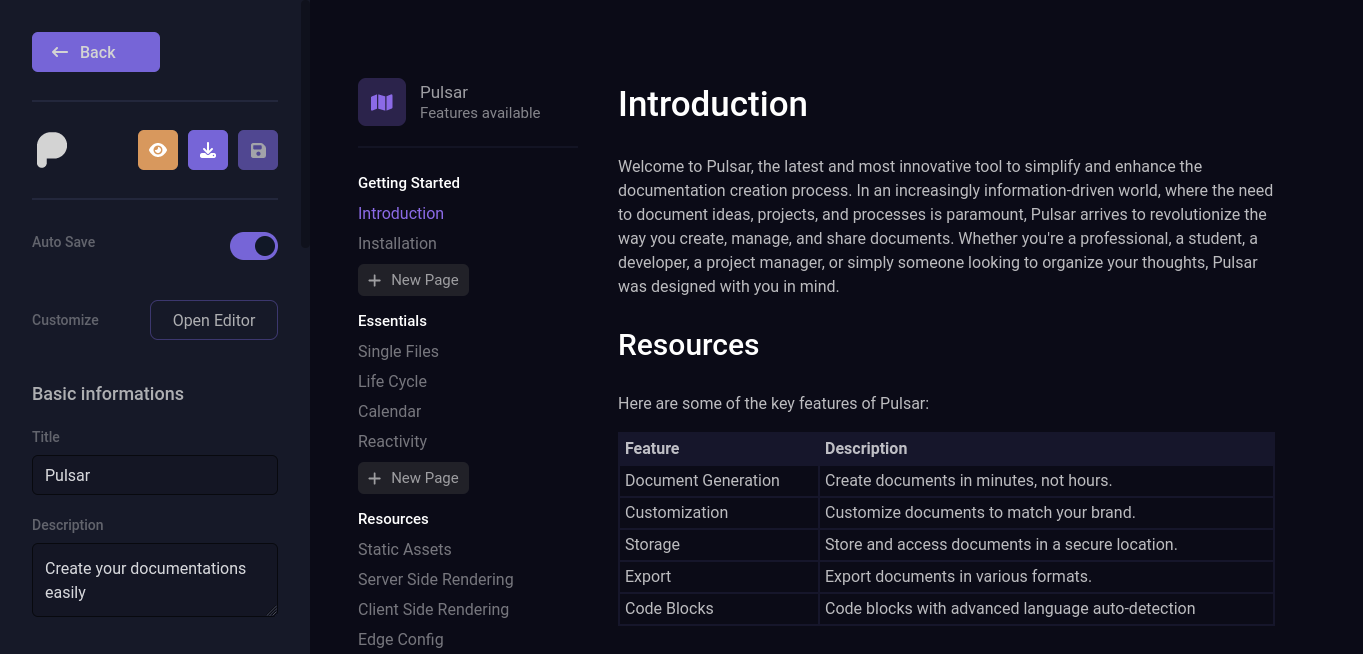 Back
Auto Save
Customize
Open Editor
Basic informations
Title
Pulsar
Description
Create your documentations
easily
Pulsar
Features available
Getting Started
Introduction
Installation
New Page
Essentials
Single Files
Life Cycle
Calendar
Reactivity
New Page
Resources
Static Assets
Server Side Rendering
Client Side Rendering
Edge Config
Introduction
Welcome to Pulsar, the latest and most innovative tool to simplify and enhance the
documentation creation process. In an increasingly information-driven world, where the need
to document ideas, projects, and processes is paramount, Pulsar arrives to revolutionize the
way you create, manage, and share documents. Whether you're a professional, a student, a
developer, a project manager, or simply someone looking to organize your thoughts, Pulsar
was designed with you in mind.
Resources
Here are some of the key features of Pulsar:
Feature Description
Document Generation Create documents in minutes, not hours.
Customization Customize documents to match your brand.
Storage Store and access documents in a secure location.
Export Export documents in various formats.
Code Blocks Code blocks with advanced language auto-detection